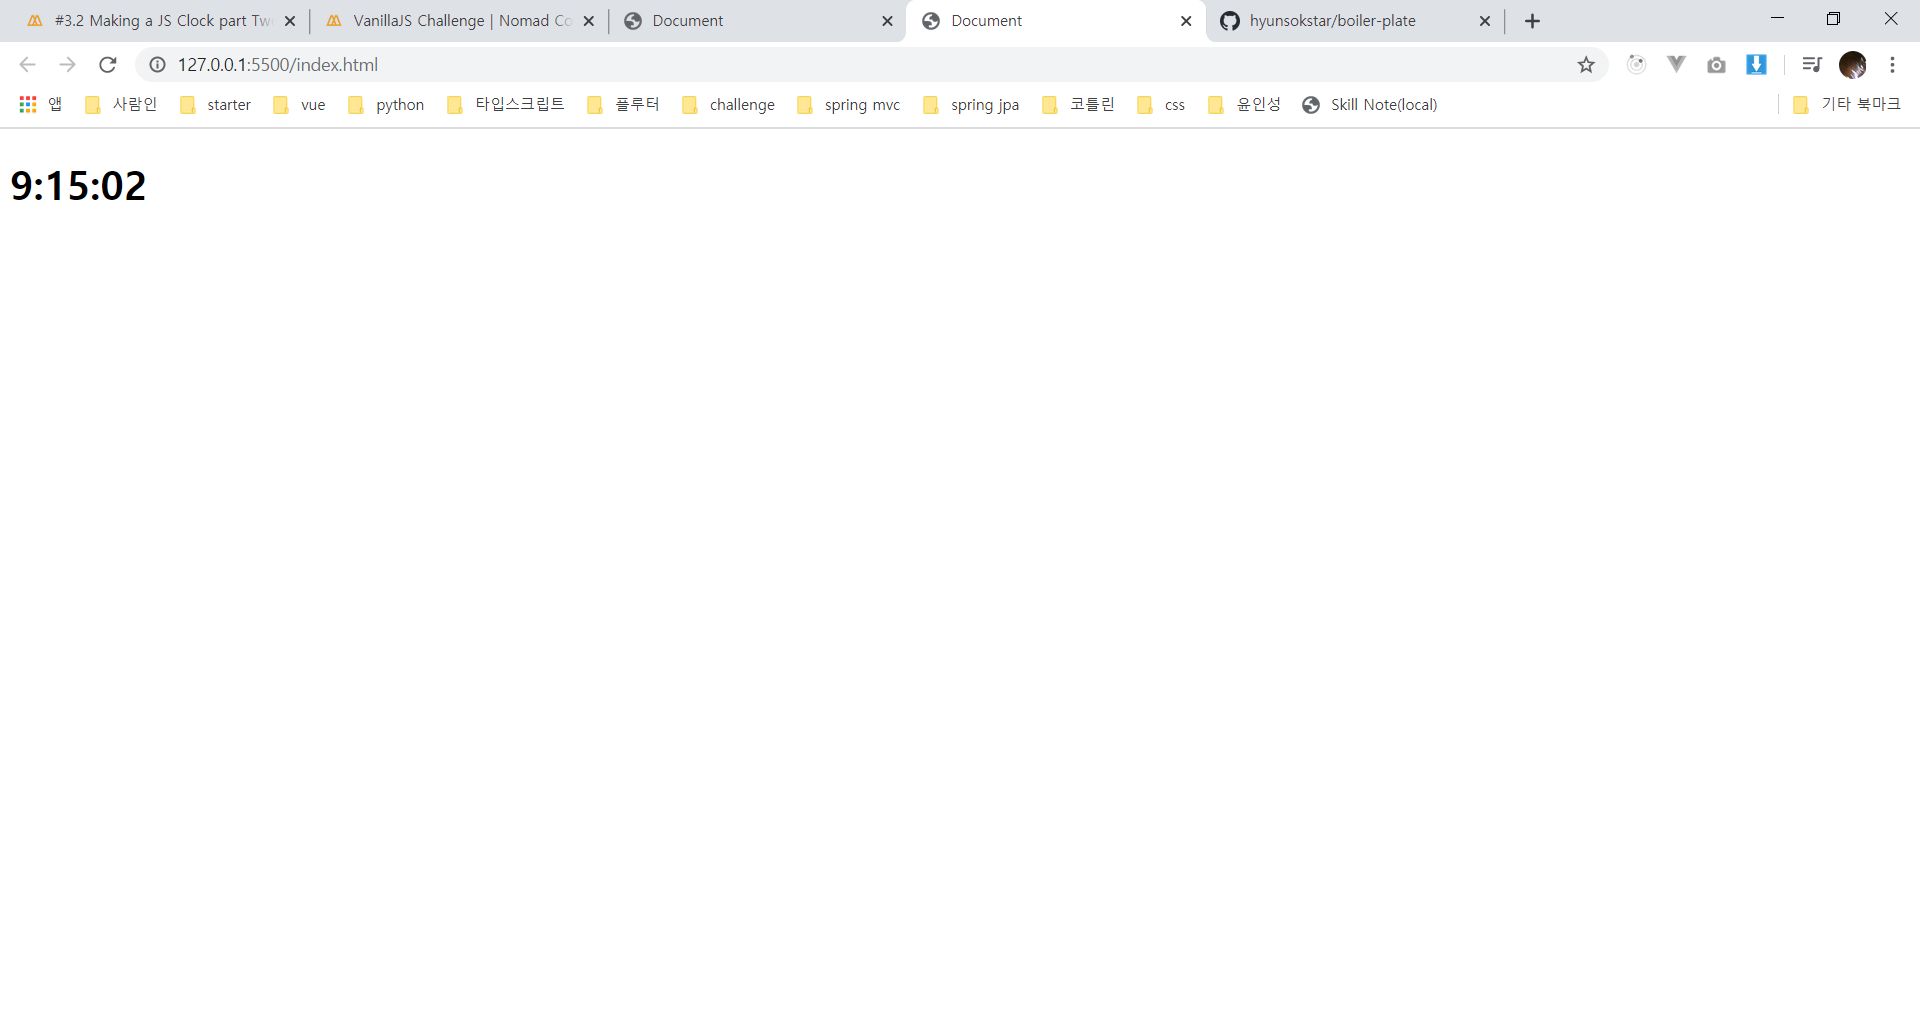 #3.2 Making a JS Clock part Tw
VanillaJS Challenge | Nomad Co
Document
Document
hyunsokstar/boiler-plate
127.0.0.1:5500/index.html
앱 사람인 starter vue python 타입스크립트 플루터 challenge spring mvc spring jpa 코틀린 css 윤인성 Skill Note(local) 기타 북마크
9:15:02